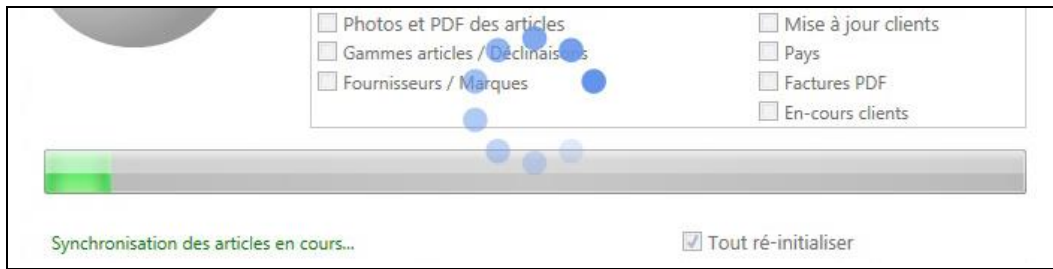 Photos et PDF des articles
Gammes articles / Déclinaisons
Fournisseurs / Marques
Mise à jour clients
Pays
Factures PDF
En-cours clients
Synchronisation des articles en cours...
Tout ré-initialiser